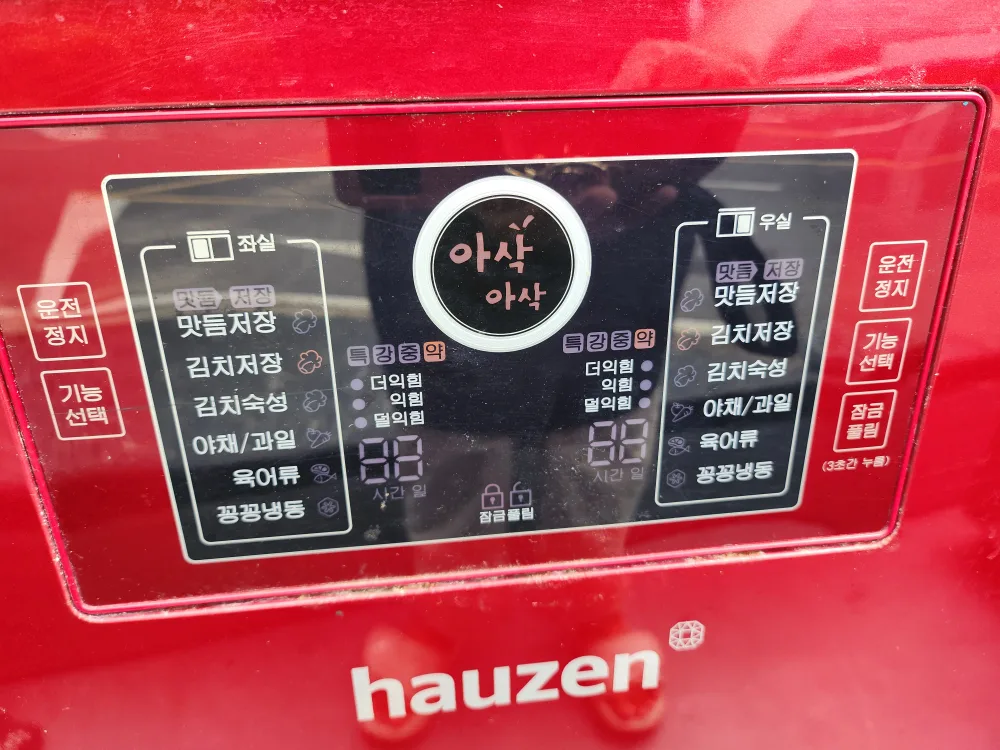 아삭
아삭
좌실
맛듬 저장
맛듬저장
김치저장
김치숙성
야채/과일
육어류
꽁꽁냉동
운전
정지
기능
선택
특강중약
더익힘
익힘
덜익힘
88
시간 일
잠금풀림
특강중약
더익힘
익힘
덜익힘
88
시간 일
우실
맛듬 저장
맛듬저장
김치저장
김치숙성
야채/과일
육어류
꽁꽁냉동
운전
정지
기능
선택
잠금
풀림
(3초간 누름)
hauzen